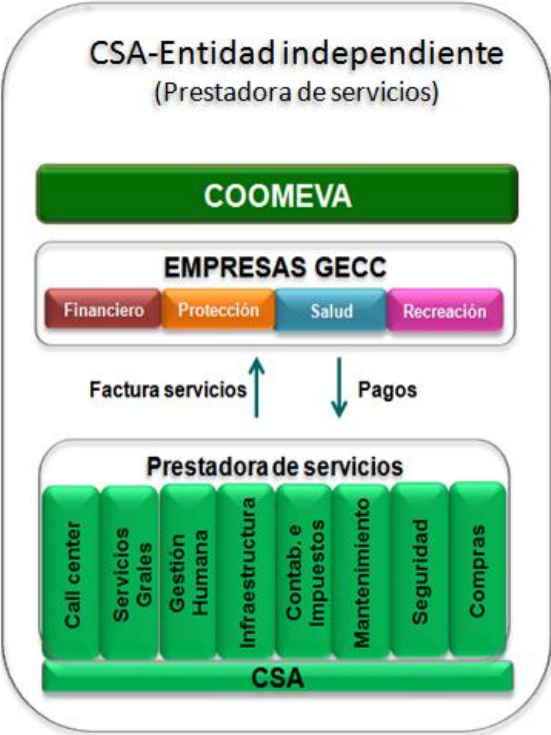 CSA-Entidad independiente
(Prestadora de servicios)
COOMEVA
EMPRESAS GECC
Financiero
Protección
Salud
Recreación
Factura servicios
Pagos
Prestadora de servicios
Call center
Servicios
Grales
Gestión
Humana
Infraestructura
Contab. e
Impuestos
Mantenimiento
Seguridad
Compras
CSA